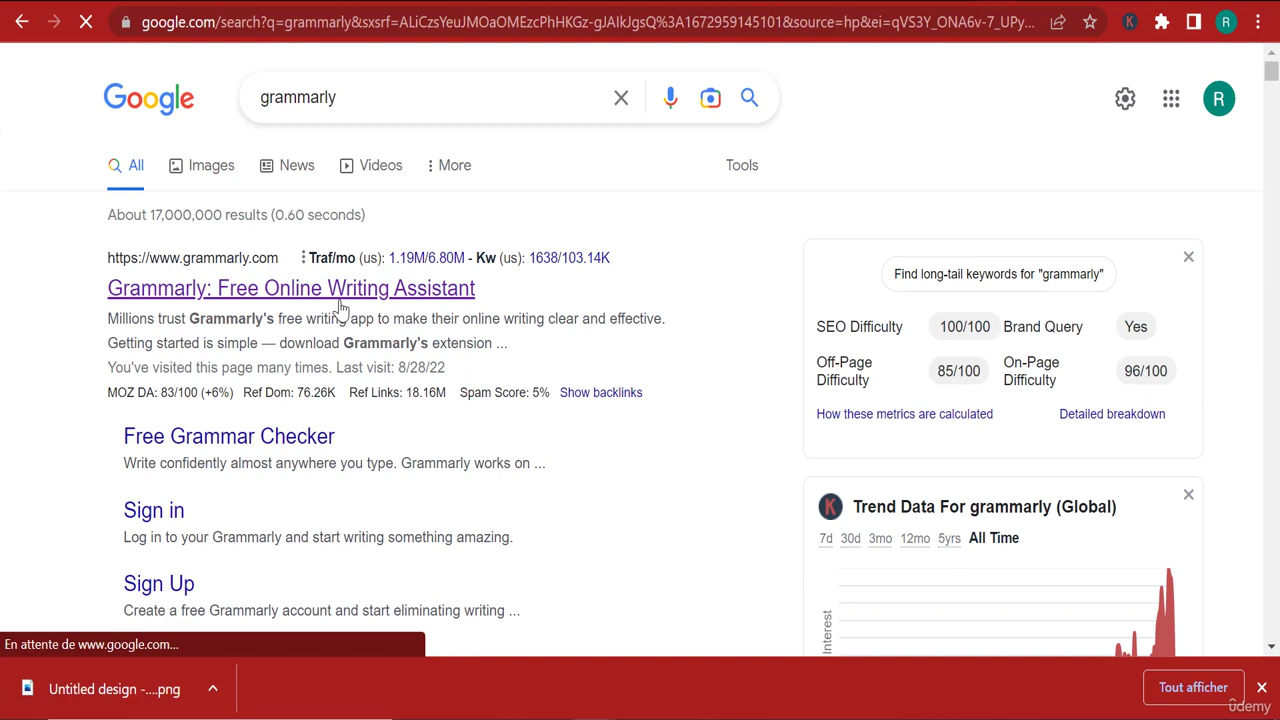 google.com/search?q=grammarly&sxsrf=ALiCzsYeuJMOaOMEzcPhHKGz-gJAIkJgsQ%3A1672959145101&source=hp&ei=qVS3Y_ONA6v-7_UPy...
K
R
Google
grammarly
R
All
Images
News
Videos
More
Tools
About 17,000,000 results (0.60 seconds)
https://www.grammarly.com
Traf/mo (us): 1.19M/6.80M - Kw (us): 1638/103.14K
Grammarly: Free Online Writing Assistant
Millions trust Grammarly's free writing app to make their online writing clear and effective.
Getting started is simple — download Grammarly's extension ...
You've visited this page many times. Last visit: 8/28/22
MOZ DA: 83/100 (+6%) Ref Dom: 76.26K Ref Links: 18.16M Spam Score: 5% Show backlinks
Free Grammar Checker
Write confidently almost anywhere you type. Grammarly works on ...
Sign in
Log in to your Grammarly and start writing something amazing.
Sign Up
Create a free Grammarly account and start eliminating writing ...
Find long-tail keywords for "grammarly"
SEO Difficulty 100/100 Brand Query Yes
Off-Page Difficulty 85/100 On-Page Difficulty 96/100
How these metrics are calculated
Detailed breakdown
K
Trend Data For grammarly (Global)
7d 30d 3mo 12mo 5yrs All Time
Interest
En attente de www.google.com...
Untitled design -....png
Tout afficher
ûdemy